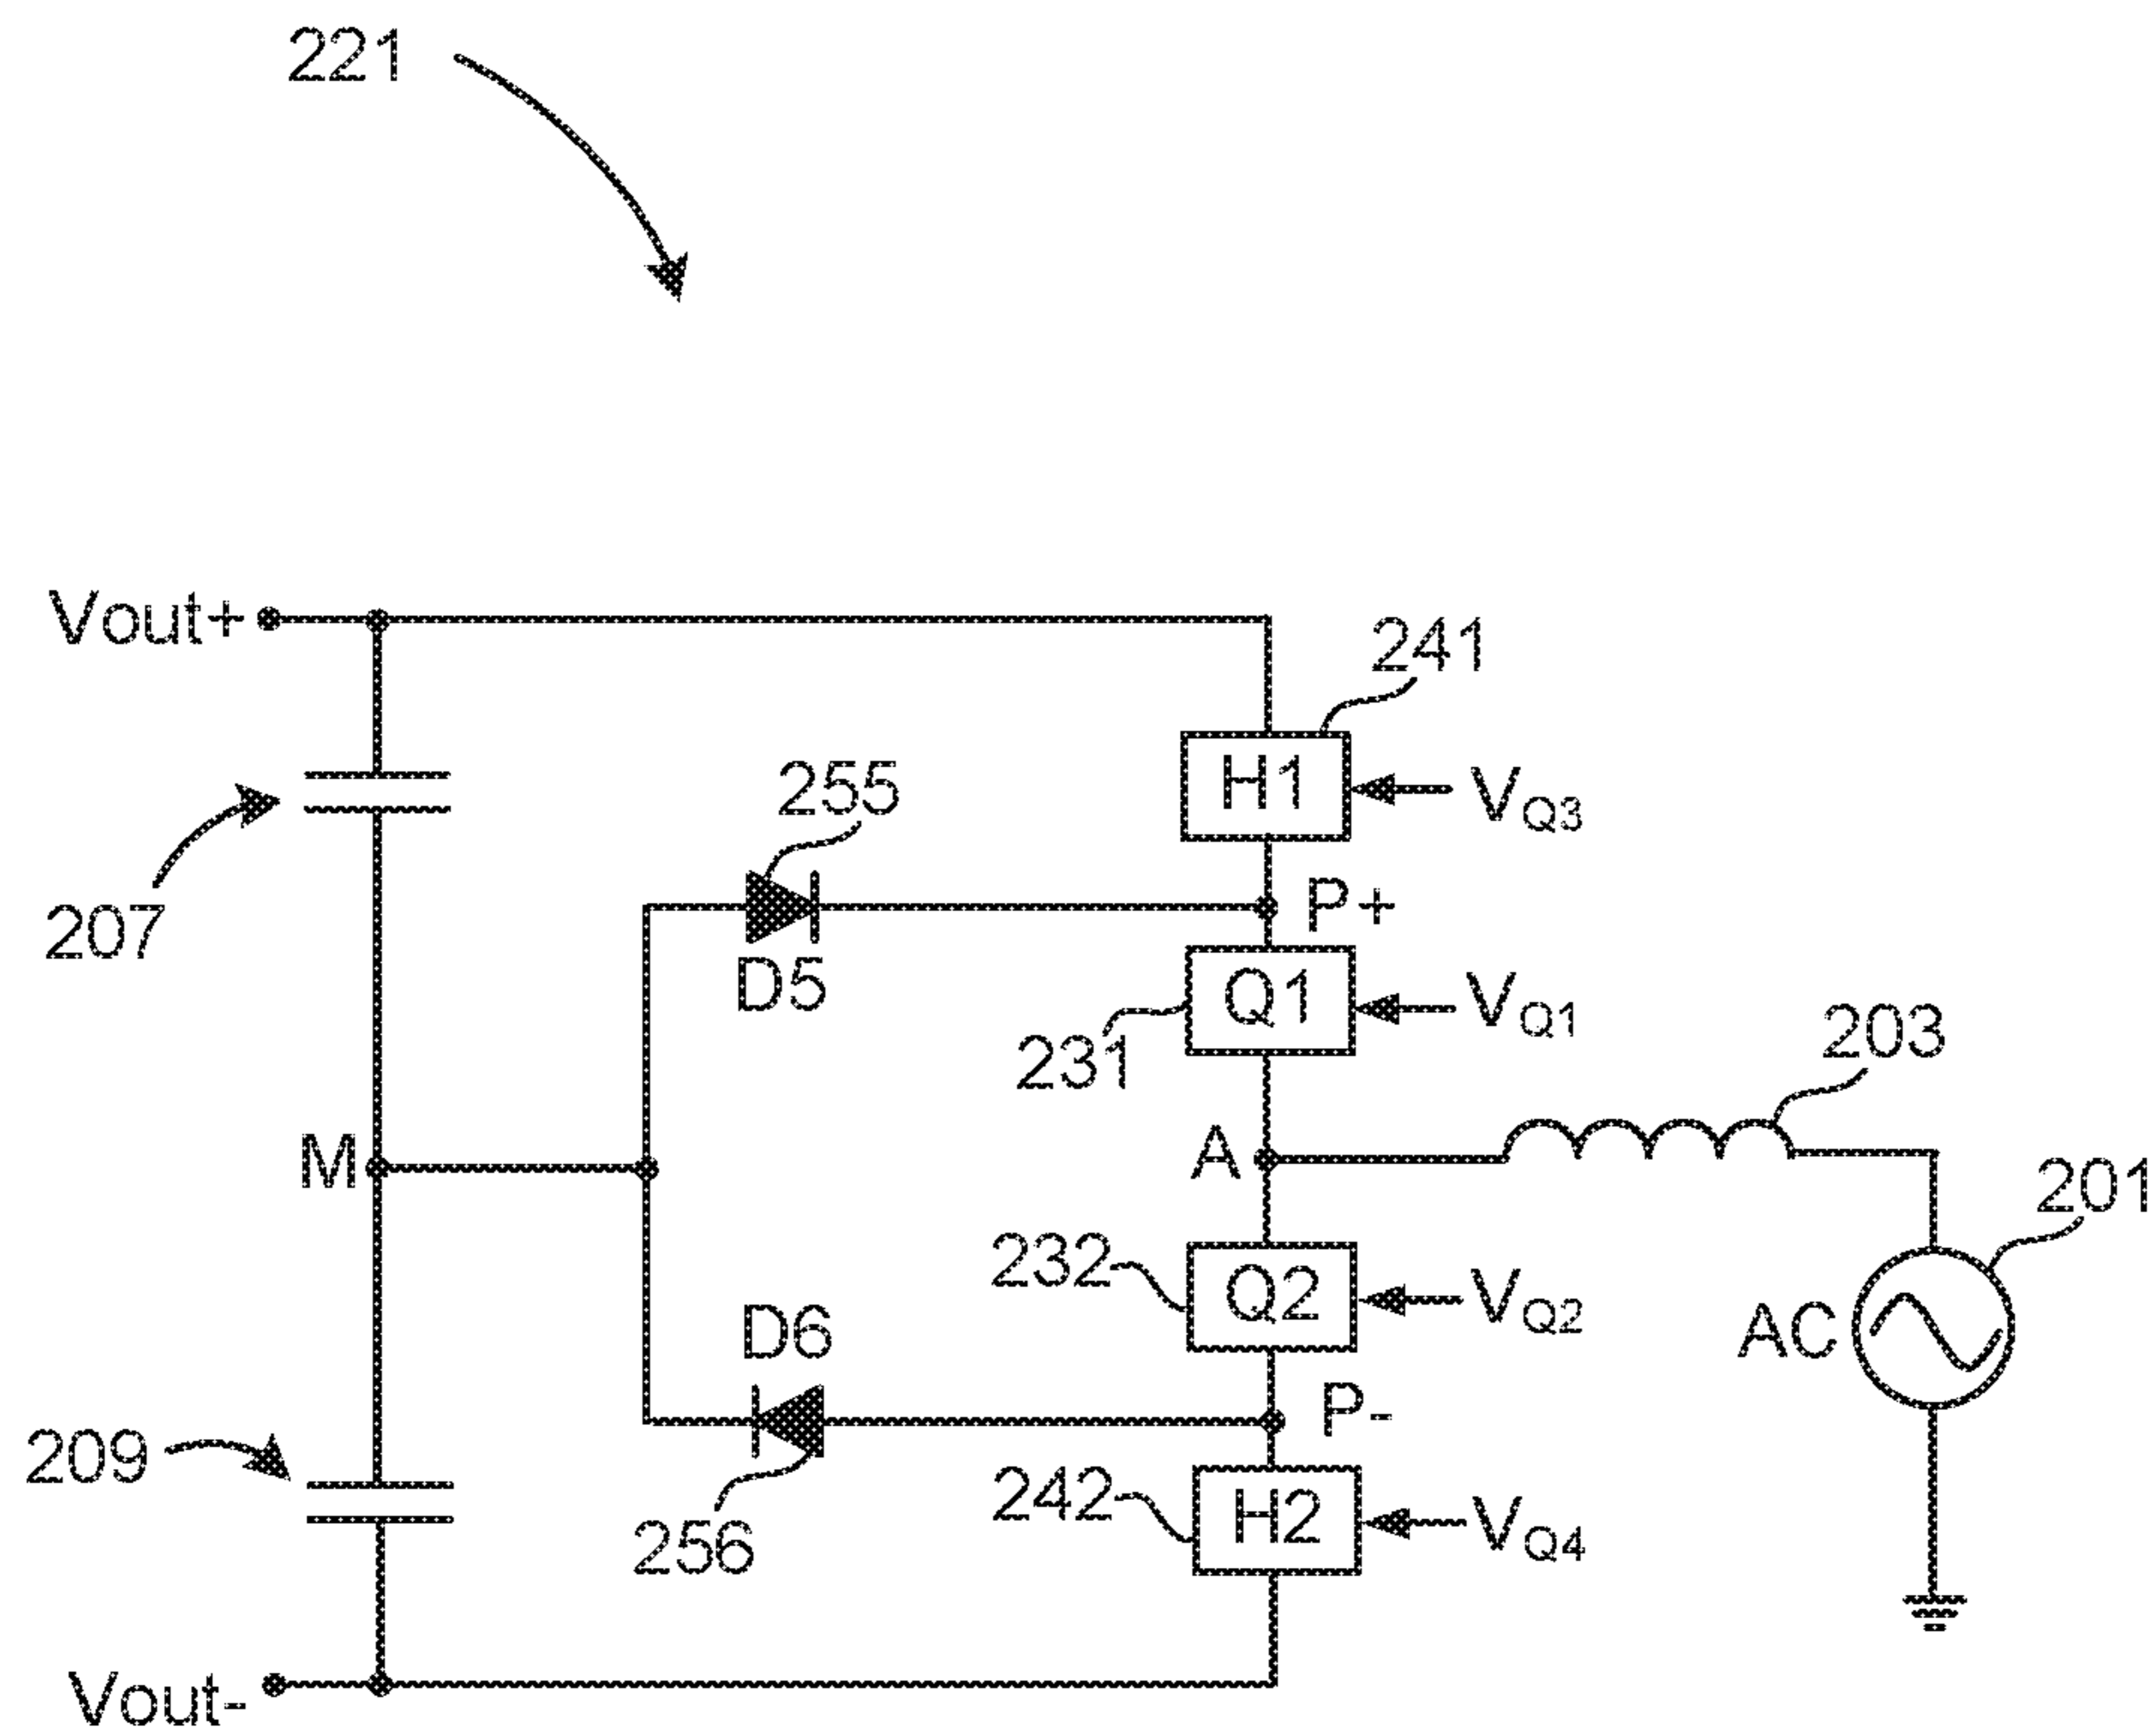 221
Vout+
241
H1
VQ3
255
207
P+
D5
Q1
VQ1
231
203
M
A
201
232
Q2
VQ2
D6
AC
P-
209
242
H2
VQ4
256
Vout-